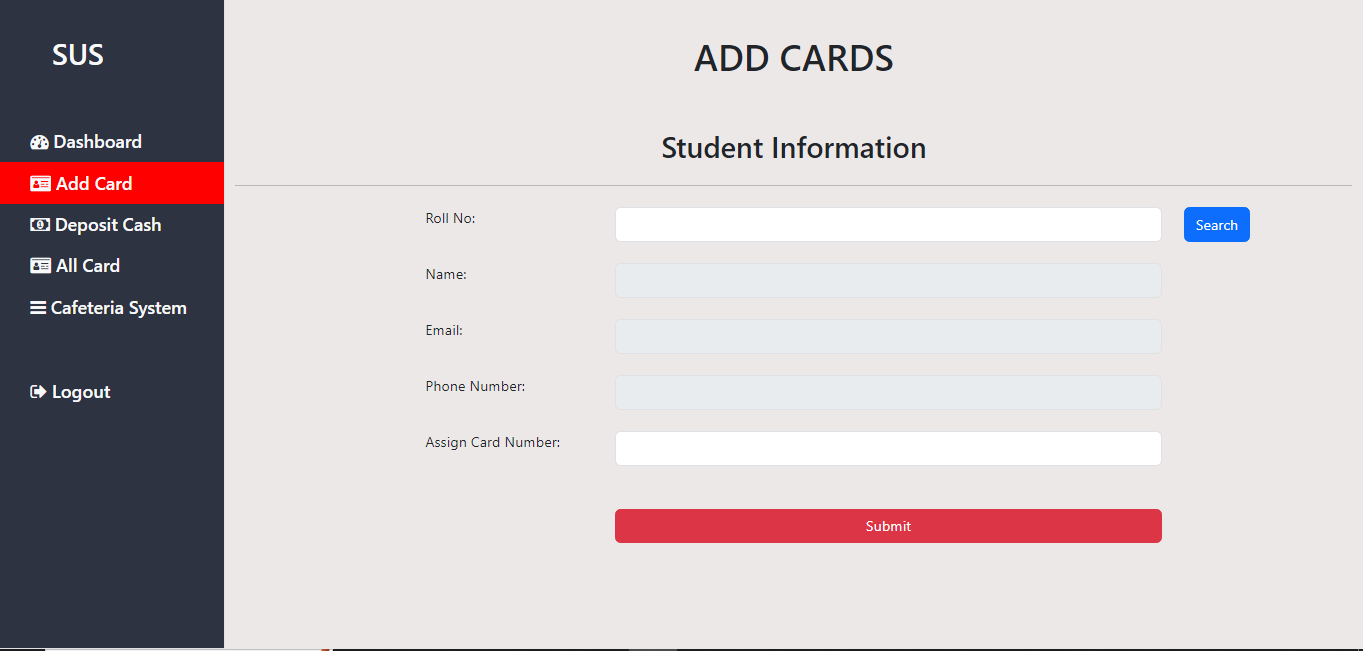 SUS
Dashboard
Add Card
Deposit Cash
All Card
Cafeteria System
Logout
ADD CARDS
Student Information
Roll No:
Search
Name:
Email:
Phone Number:
Assign Card Number:
Submit